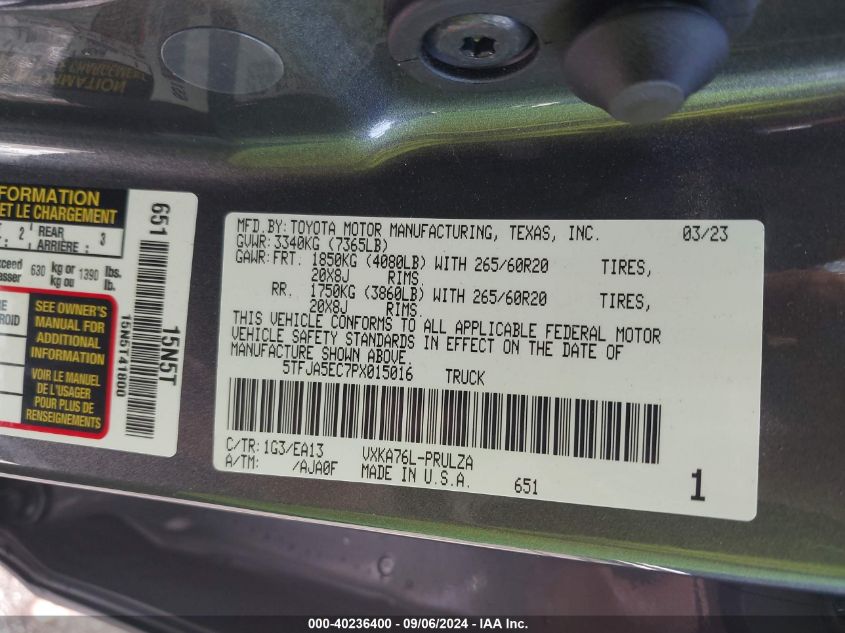 FORMATION
ET LE CHARGEMENT
2 REAR 3
ARRIÈRE :
630 kg or 1390 lbs.
kg ou lb.
SEE OWNER'S
MANUAL FOR
ADDITIONAL
INFORMATION
VOIR LE MANUEL
DE L'USAGER
POUR PLUS DE
RENSEIGNEMENTS
651
15N5T41800
15N5T
MFD.BY:TOYOTA MOTOR MANUFACTURING, TEXAS, INC. 03/23
GVWR:3340KG (7365LB)
GAWR:FRT. 1850KG (4080LB) WITH 265/60R20 TIRES,
20X8J RIMS.
RR. 1750KG (3860LB) WITH 265/60R20 TIRES,
20X8J RIMS.
THIS VEHICLE CONFORMS TO ALL APPLICABLE FEDERAL MOTOR
VEHICLE SAFETY STANDARDS IN EFFECT ON THE DATE OF
MANUFACTURE SHOWN ABOVE.
5TFJA5EC7PX015016 TRUCK
C/TR:1G3/EA13 VXKA76L-PRULZA
A/TM: /AJA0F MADE IN U.S.A. 651 1
000-40236400 - 09/06/2024 - IAA Inc.